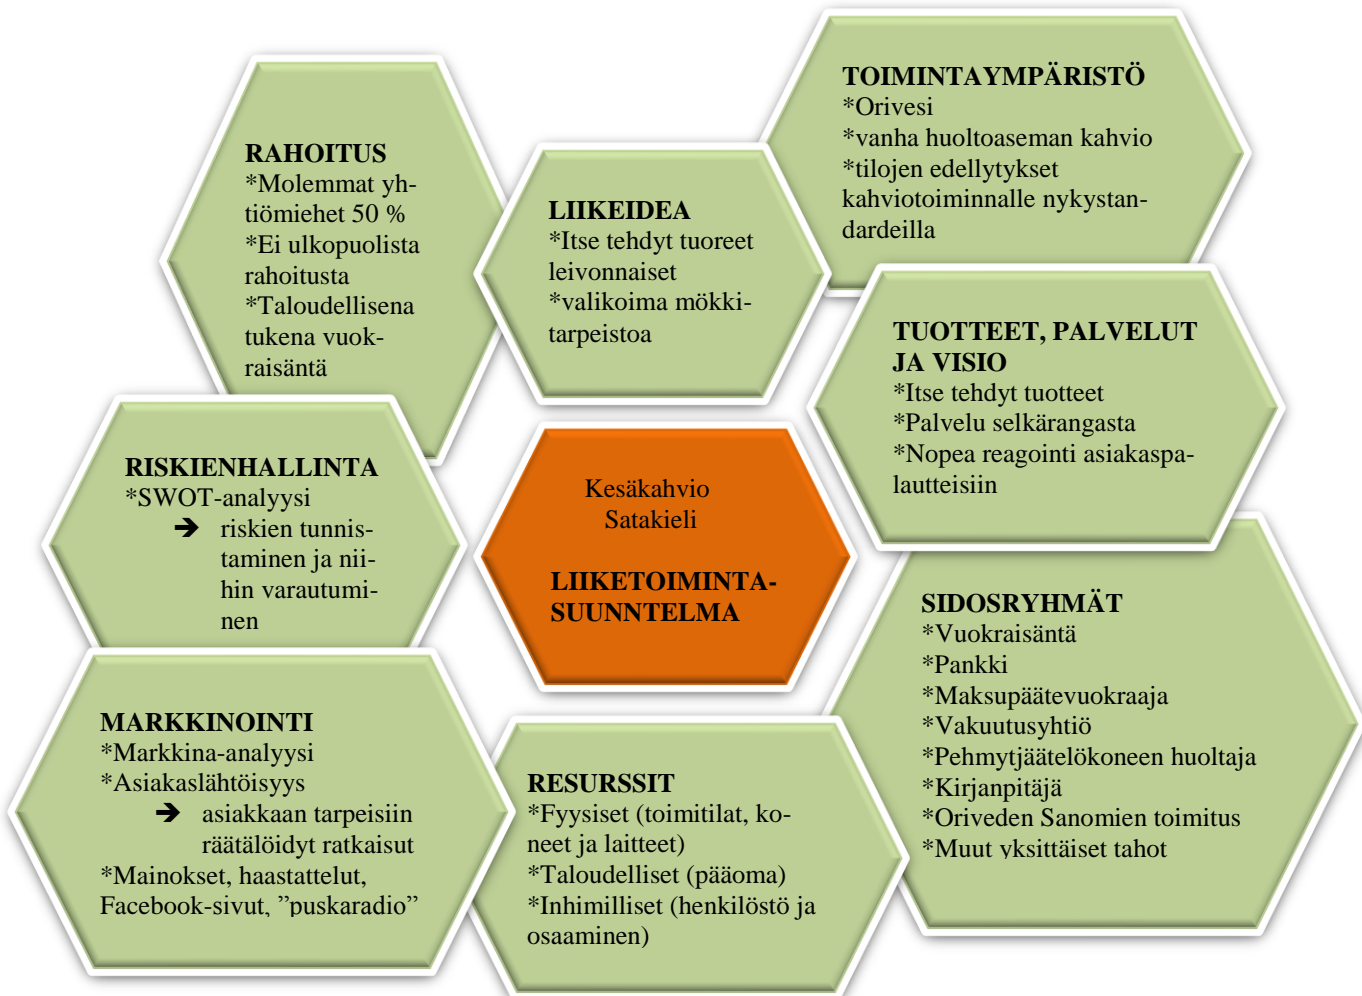 TOIMINTAYMPÄRISTÖ
*Orivesi
*vanha huoltoaseman kahvio
*tilojen edellytykset
kahviotoiminnalle nykystan-
dardeilla
RAHOITUS
*Molemmat yh-
tiömiehet 50 %
*Ei ulkopuolista
rahoitusta
*Taloudellisena
tukena vuok-
raisäntä
LIIKEIDEA
*Itse tehdyt tuoreet
leivonnaiset
*valikoima mökki-
tarpeistoa
TUOTTEET, PALVELUT
JA VISIO
*Itse tehdyt tuotteet
*Palvelu selkärangasta
*Nopea reagointi asiakaspa-
lautteisiin
RISKIENHALLINTA
*SWOT-analyysi
➔ riskien tunnis-
taminen ja nii-
hin varautumi-
nen
Kesäkahvio
Satakieli
LIIKETOIMINTA-
SUUNNTELMA
SIDOSRYHMÄT
*Vuokraisäntä
*Pankki
*Maksupäätevuokraaja
*Vakuutusyhtiö
*Pehmytjäätelökoneen huoltaja
*Kirjanpitäjä
*Oriveden Sanomien toimitus
*Muut yksittäiset tahot
MARKKINOINTI
*Markkina-analyysi
*Asiakaslähtöisyys
➔ asiakkaan tarpeisiin
räätälöidyt ratkaisut
*Mainokset, haastattelut,
Facebook-sivut, ”puskaradio”
RESURSSIT
*Fyysiset (toimitilat, ko-
neet ja laitteet)
*Taloudelliset (pääoma)
*Inhimilliset (henkilöstö ja
osaaminen)